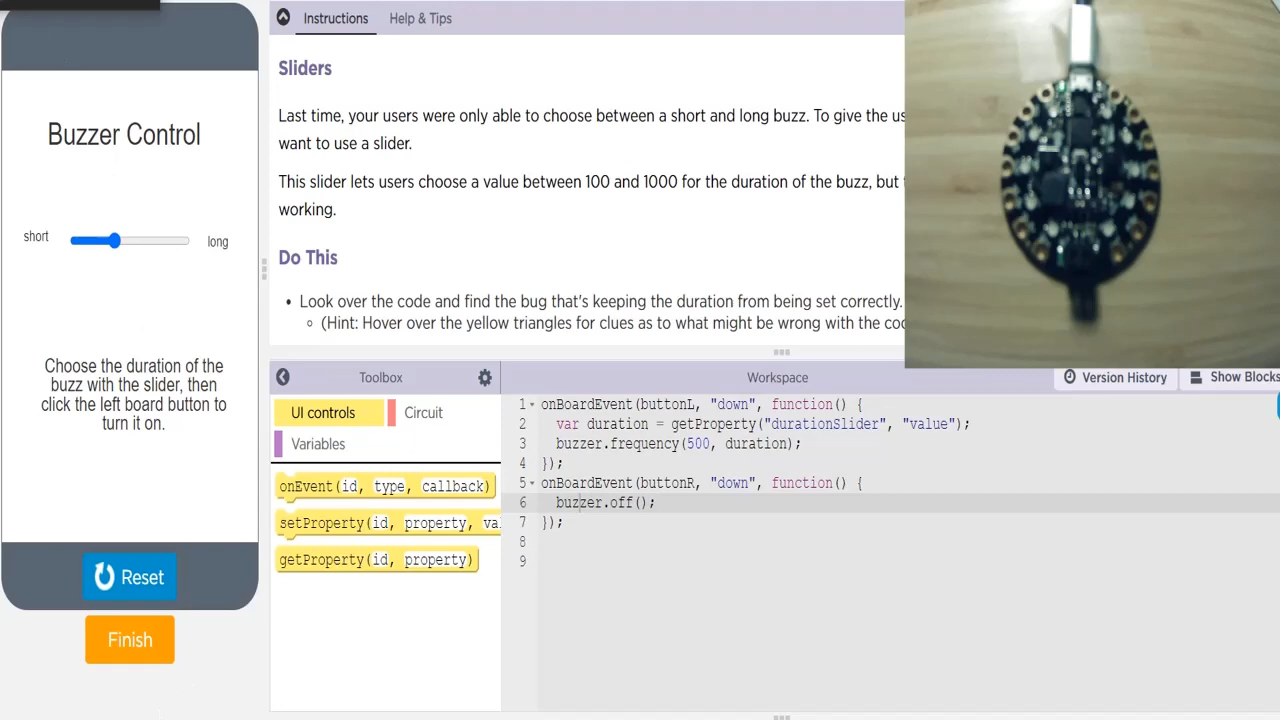 Buzzer Control
short
long
Choose the duration of the
buzz with the slider, then
click the left board button to
turn it on.
Reset
Finish
Instructions
Help & Tips
Sliders
Last time, your users were only able to choose between a short and long buzz. To give the us
want to use a slider.
This slider lets users choose a value between 100 and 1000 for the duration of the buzz, but
working.
Do This
• Look over the code and find the bug that's keeping the duration from being set correctly.
(Hint: Hover over the yellow triangles for clues as to what might be wrong with the coo
Toolbox
UI controls
Circuit
Variables
onEvent(id, type, callback)
setProperty(id, property, va
getProperty(id, property)
Workspace
Version History
Show Blocks
1 onBoardEvent(buttonL, "down", function() {
2 var duration = getProperty("durationSlider", "value");
3 buzzer.frequency(500, duration);
4 });
5 onBoardEvent(buttonR, "down", function() {
6 buzzer.off();
7 });
8
9